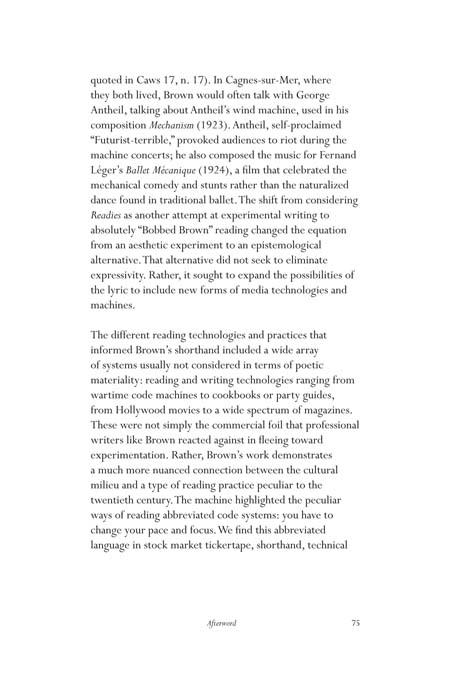 quoted in Caws 17, n. 17). In Cagnes-sur-Mer, where
they both lived, Brown would often talk with George
Antheil, talking about Antheil’s wind machine, used in his
composition Mechanism (1923). Antheil, self-proclaimed
“Futurist-terrible,” provoked audiences to riot during the
machine concerts; he also composed the music for Fernand
Léger’s Ballet Mécanique (1924), a film that celebrated the
mechanical comedy and stunts rather than the naturalized
dance found in traditional ballet. The shift from considering
Readies as another attempt at experimental writing to
absolutely “Bobbed Brown” reading changed the equation
from an aesthetic experiment to an epistemological
alternative. That alternative did not seek to eliminate
expressivity. Rather, it sought to expand the possibilities of
the lyric to include new forms of media technologies and
machines.

The different reading technologies and practices that
informed Brown’s shorthand included a wide array
of systems usually not considered in terms of poetic
materiality: reading and writing technologies ranging from
wartime code machines to cookbooks or party guides,
from Hollywood movies to a wide spectrum of magazines.
These were not simply the commercial foil that professional
writers like Brown reacted against in fleeing toward
experimentation. Rather, Brown’s work demonstrates
a much more nuanced connection between the cultural
milieu and a type of reading practice peculiar to the
twentieth century. The machine highlighted the peculiar
ways of reading abbreviated code systems: you have to
change your pace and focus. We find this abbreviated
language in stock market tickertape, shorthand, technical

Afterword 75